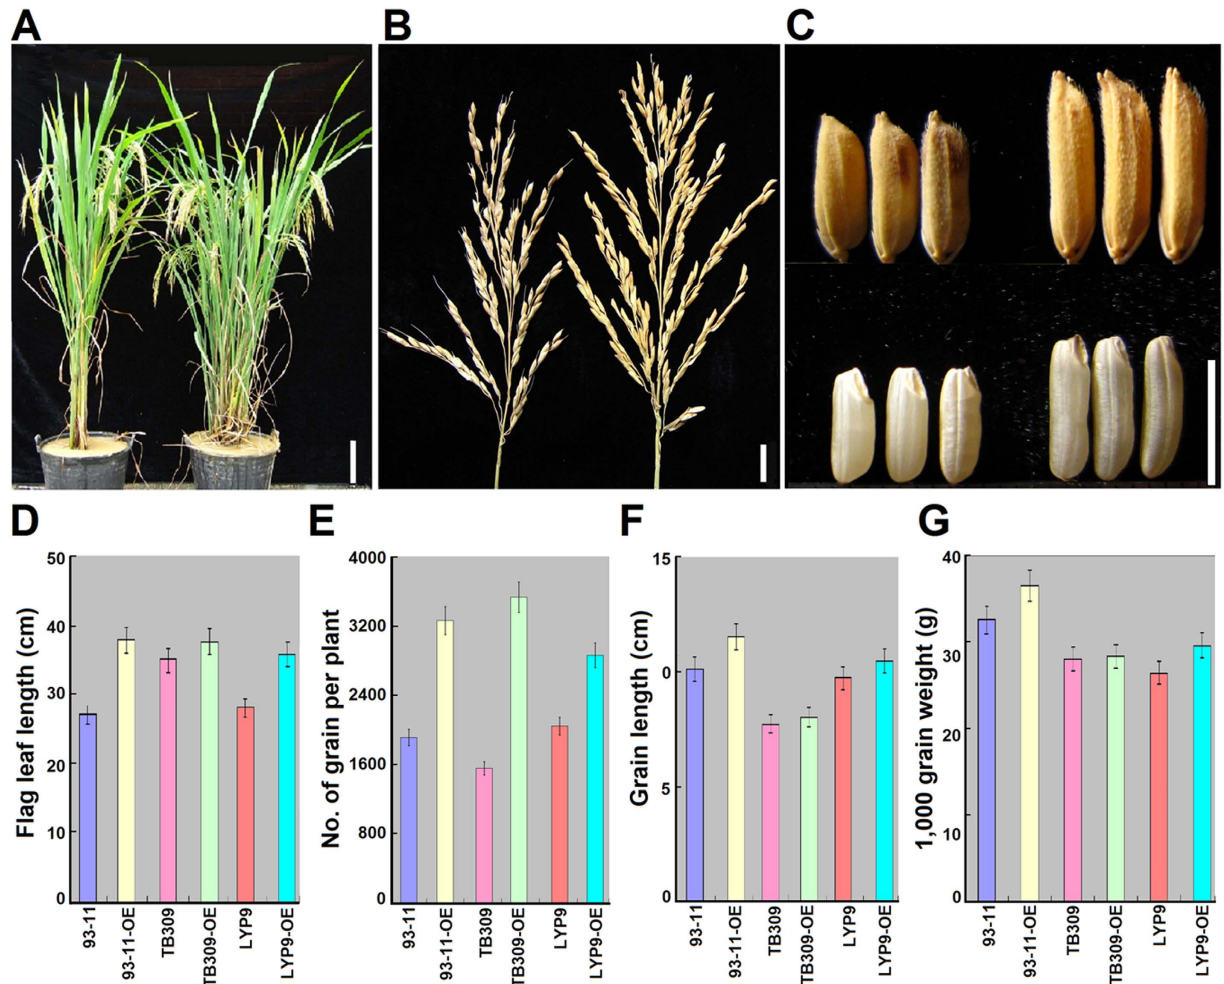 A
B
C
D
E
F
G
Flag leaf length (cm)
50
40
30
20
10
0
93-11
93-11-OE
TB309
TB309-OE
LYP9
LYP9-OE
No. of grain per plant
4000
3200
2400
1600
800
0
93-11
93-11-OE
TB309
TB309-OE
LYP9
LYP9-OE
Grain length (cm)
15
0
5
0
93-11
93-11-OE
TB309
TB309-OE
LYP9
LYP9-OE
1,000 grain weight (g)
40
30
20
10
0
93-11
93-11-OE
TB309
TB309-OE
LYP9
LYP9-OE